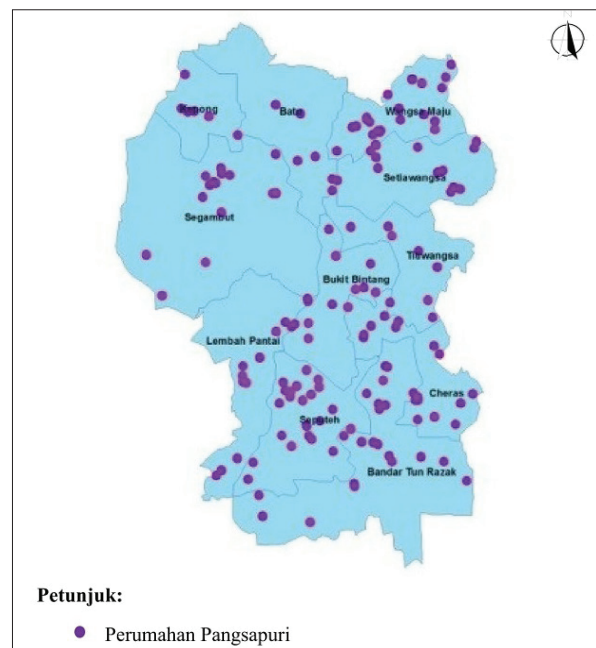 N
Kepong
Batu
Wangsa Maju
Setiawangsa
Segambut
Titiwangsa
Bukit Bintang
Lembah Pantai
Cheras
Seputeh
Bandar Tun Razak
Petunjuk:
Perumahan Pangsapuri